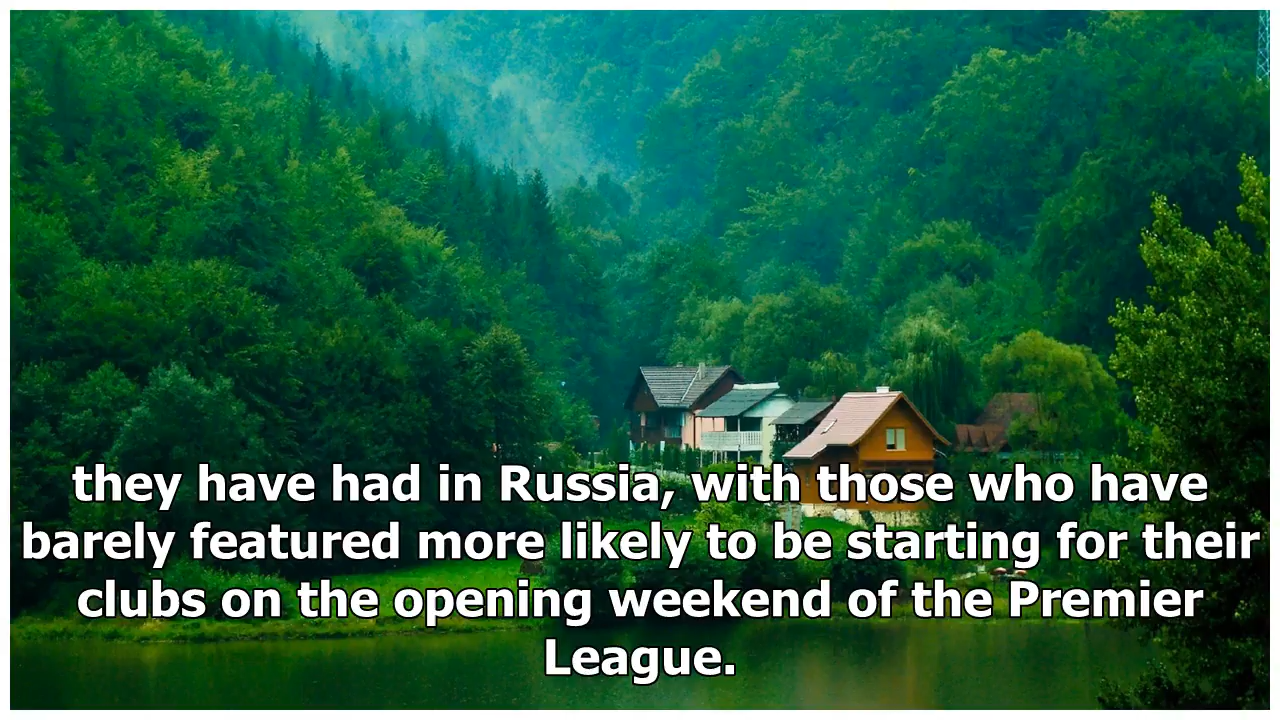 they have had in Russia, with those who have
barely featured more likely to be starting for their
clubs on the opening weekend of the Premier
League.